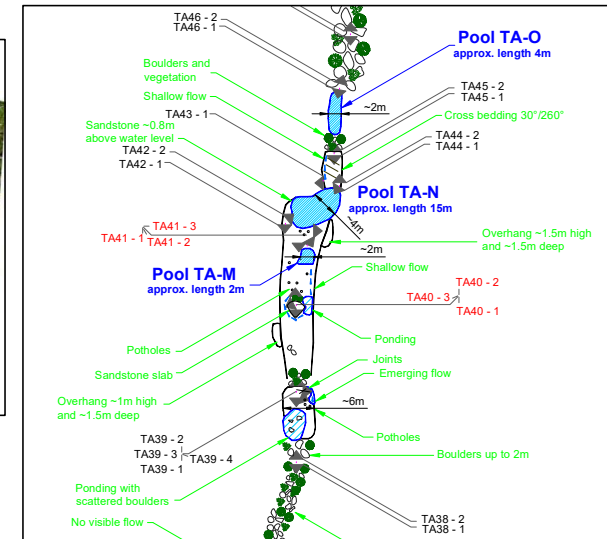 TA46 - 2
TA46 - 1
Pool TA-O
approx. length 4m
Boulders and
vegetation
TA45 - 2
TA45 - 1
Shallow flow
~2m
TA43 - 1
Cross bedding 30°/260°
Sandstone ~0.8m
above water level
TA44 - 2
TA44 - 1
TA42 - 2
TA42 - 1
Pool TA-N
approx. length 15m
~4m
TA41 - 3
TA41 - 1
TA41 - 2
Overhang ~1.5m high
and ~1.5m deep
~2m
Pool TA-M
approx. length 2m
Shallow flow
TA40 - 2
TA40 - 3
TA40 - 1
Potholes
Ponding
Sandstone slab
Joints
Emerging flow
Overhang ~1m high
and ~1.5m deep
~6m
Potholes
TA39 - 2
TA39 - 3
TA39 - 4
TA39 - 1
Boulders up to 2m
Ponding with
scattered boulders
No visible flow
TA38 - 2
TA38 - 1